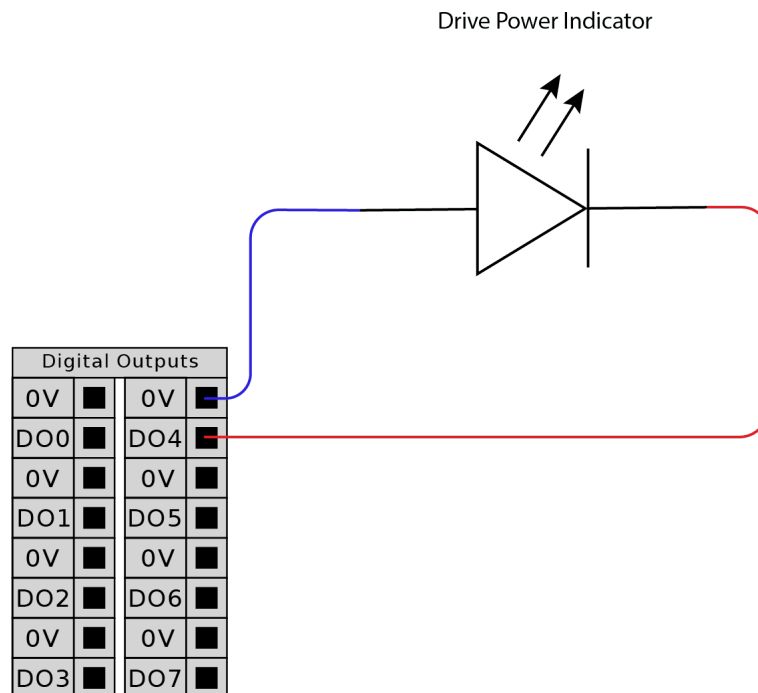 Drive Power Indicator
Digital Outputs
0V 0V
DO0 DO4
0V 0V
DO1 DO5
0V 0V
DO2 DO6
0V 0V
DO3 DO7